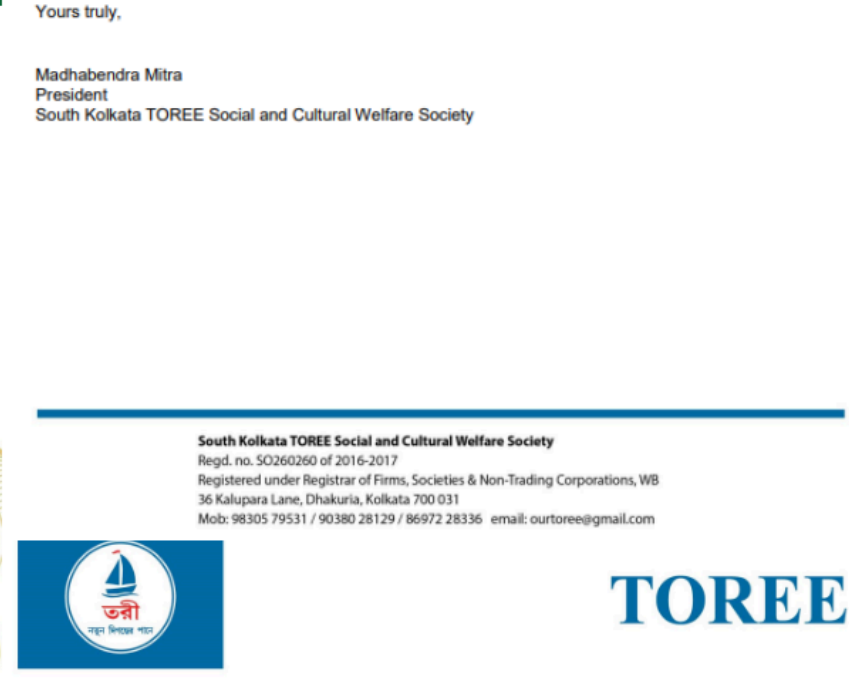 Yours truly,
Madhabendra Mitra
President
South Kolkata TOREE Social and Cultural Welfare Society
South Kolkata TOREE Social and Cultural Welfare Society
Regd. no. SO260260 of 2016-2017
Registered under Registrar of Firms, Societies & Non-Trading Corporations, WB
36 Kalupara Lane, Dhakuria, Kolkata 700 031
Mob: 98305 79531 / 90380 28129 / 86972 28336 email: ourtoree@gmail.com
তরী
নতুন দিগন্তের পানে
TOREE